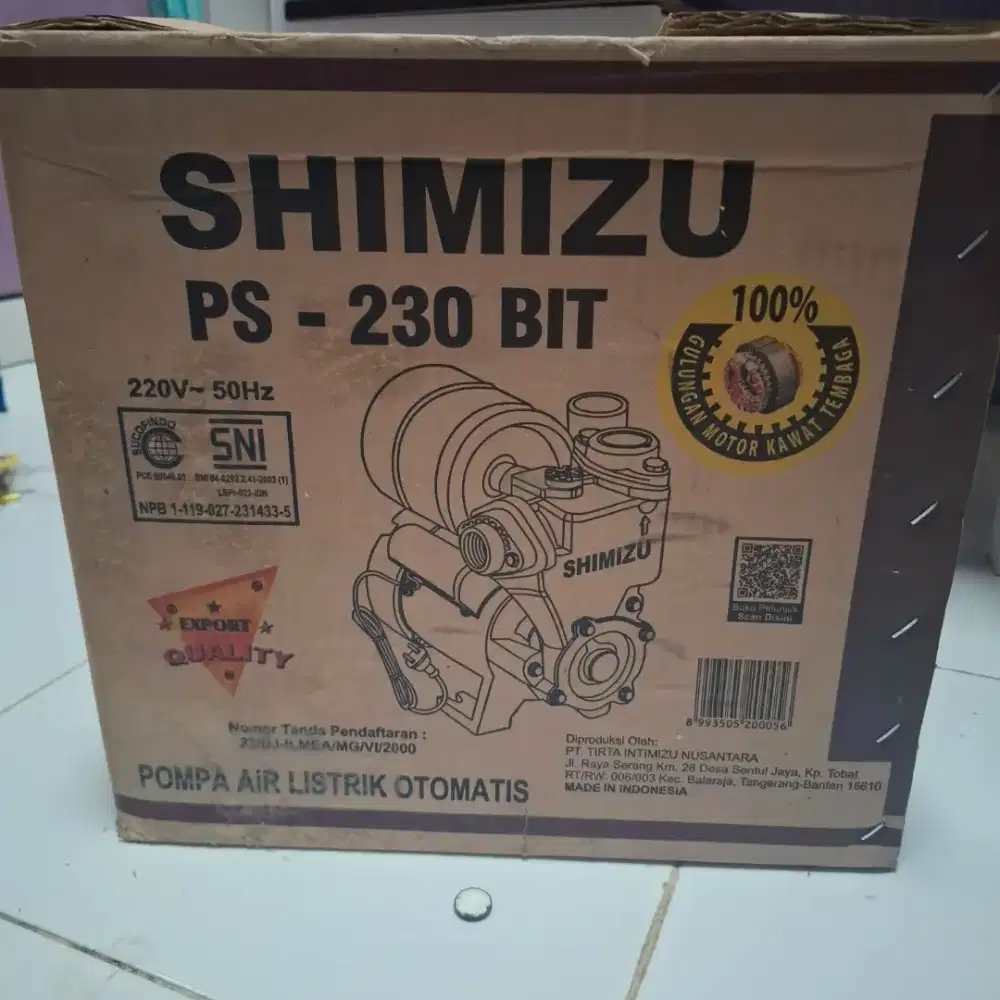 SHIMIZU
PS - 230 BIT
100%
GULUNGAN MOTOR KAWAT TEMBAGA
220V~ 50Hz
SUCOFINDO
SNI
NPB 1-119-027-231433-5
SHIMIZU
Buku Petunjuk
Scan Disini
EXPORT
QUALITY
8 993505 200056
Nomor Tanda Pendaftaran :
Diproduksi Oleh:
PT. TIRTA INTIMIZU NUSANTARA
Jl. Raya Serang Km. 28 Desa Sentul Jaya, Kp. Tobat
RT/RW: 006/003 Kec. Balaraja, Tangerang-Banten 15610
MADE IN INDONESIA
POMPA AiR LISTRIK OTOMATIS